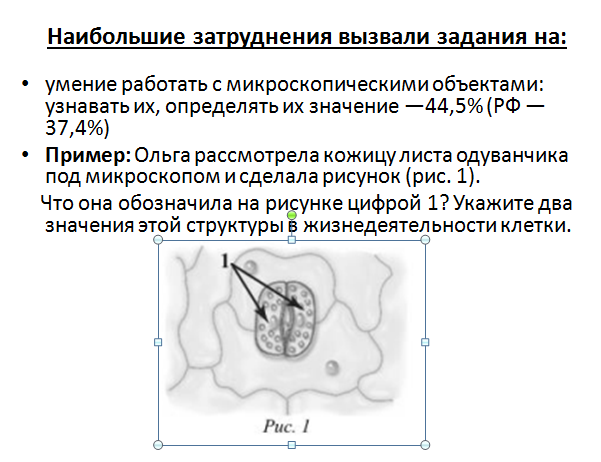 Наибольшие затруднения вызвали задания на:
• умение работать с микроскопическими объектами:
узнавать их, определять их значение —44,5% (РФ —
37,4%)
• Пример: Ольга рассмотрела кожицу листа одуванчика
под микроскопом и сделала рисунок (рис. 1).
Что она обозначила на рисунке цифрой 1? Укажите два
значения этой структуры в жизнедеятельности клетки.
1
Рис. 1